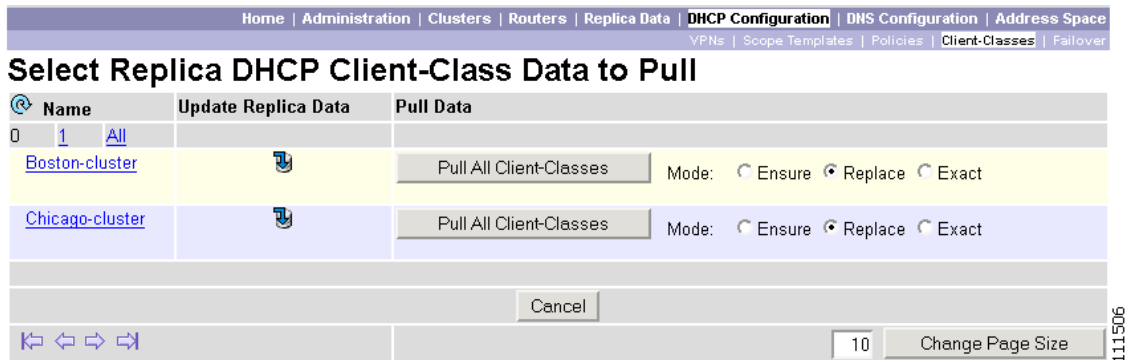 Home | Administration | Clusters | Routers | Replica Data | DHCP Configuration | DNS Configuration | Address Space
VPNs | Scope Templates | Policies | Client-Classes | Failover
Select Replica DHCP Client-Class Data to Pull
Name Update Replica Data Pull Data
0 1 All
Boston-cluster Pull All Client-Classes Mode: Ensure Replace Exact
Chicago-cluster Pull All Client-Classes Mode: Ensure Replace Exact
Cancel
10 Change Page Size
111506